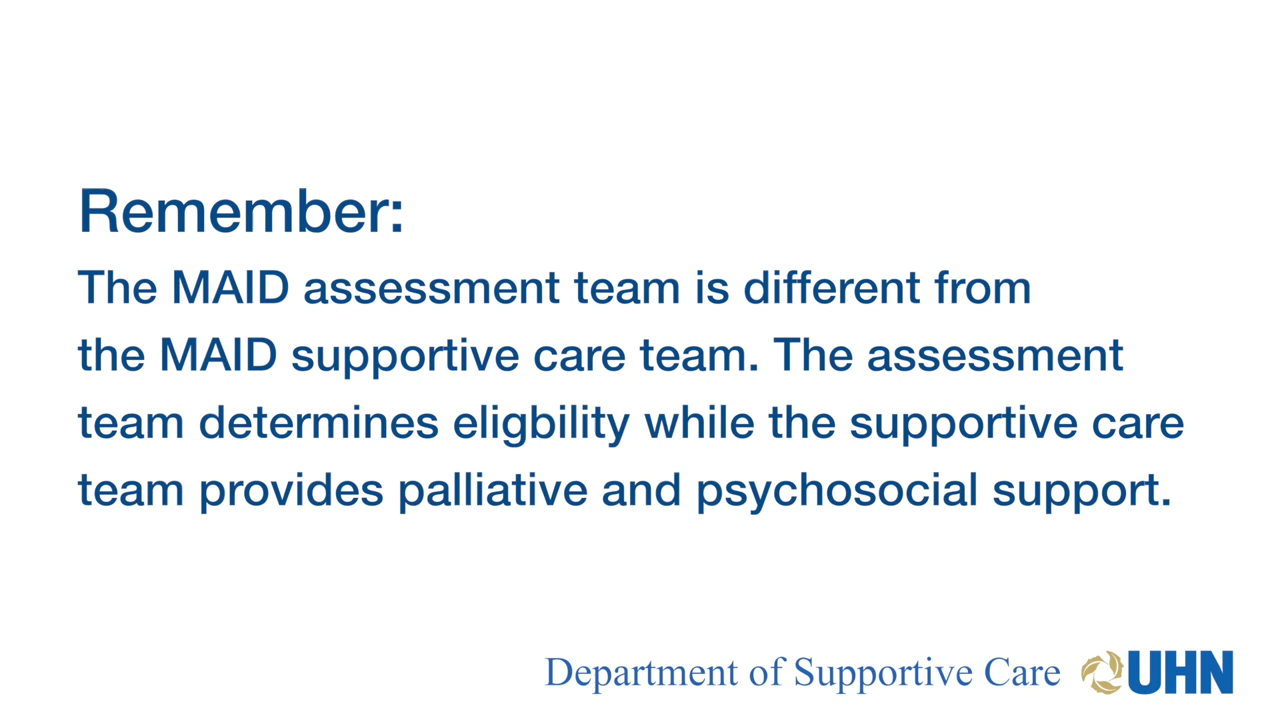 Remember:
The MAID assessment team is different from
the MAID supportive care team. The assessment
team determines eligbility while the supportive care
team provides palliative and psychosocial support.
Department of Supportive Care UHN